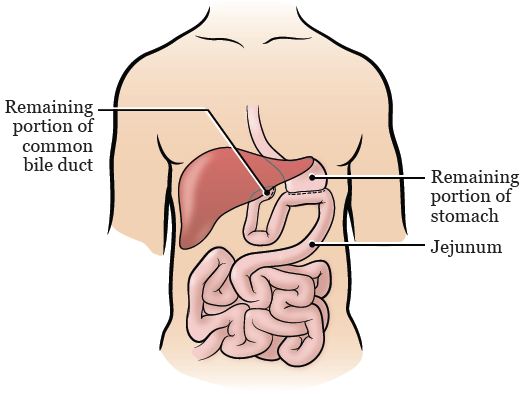 Remaining
portion of
common
bile duct
Remaining
portion of
stomach
Jejunum